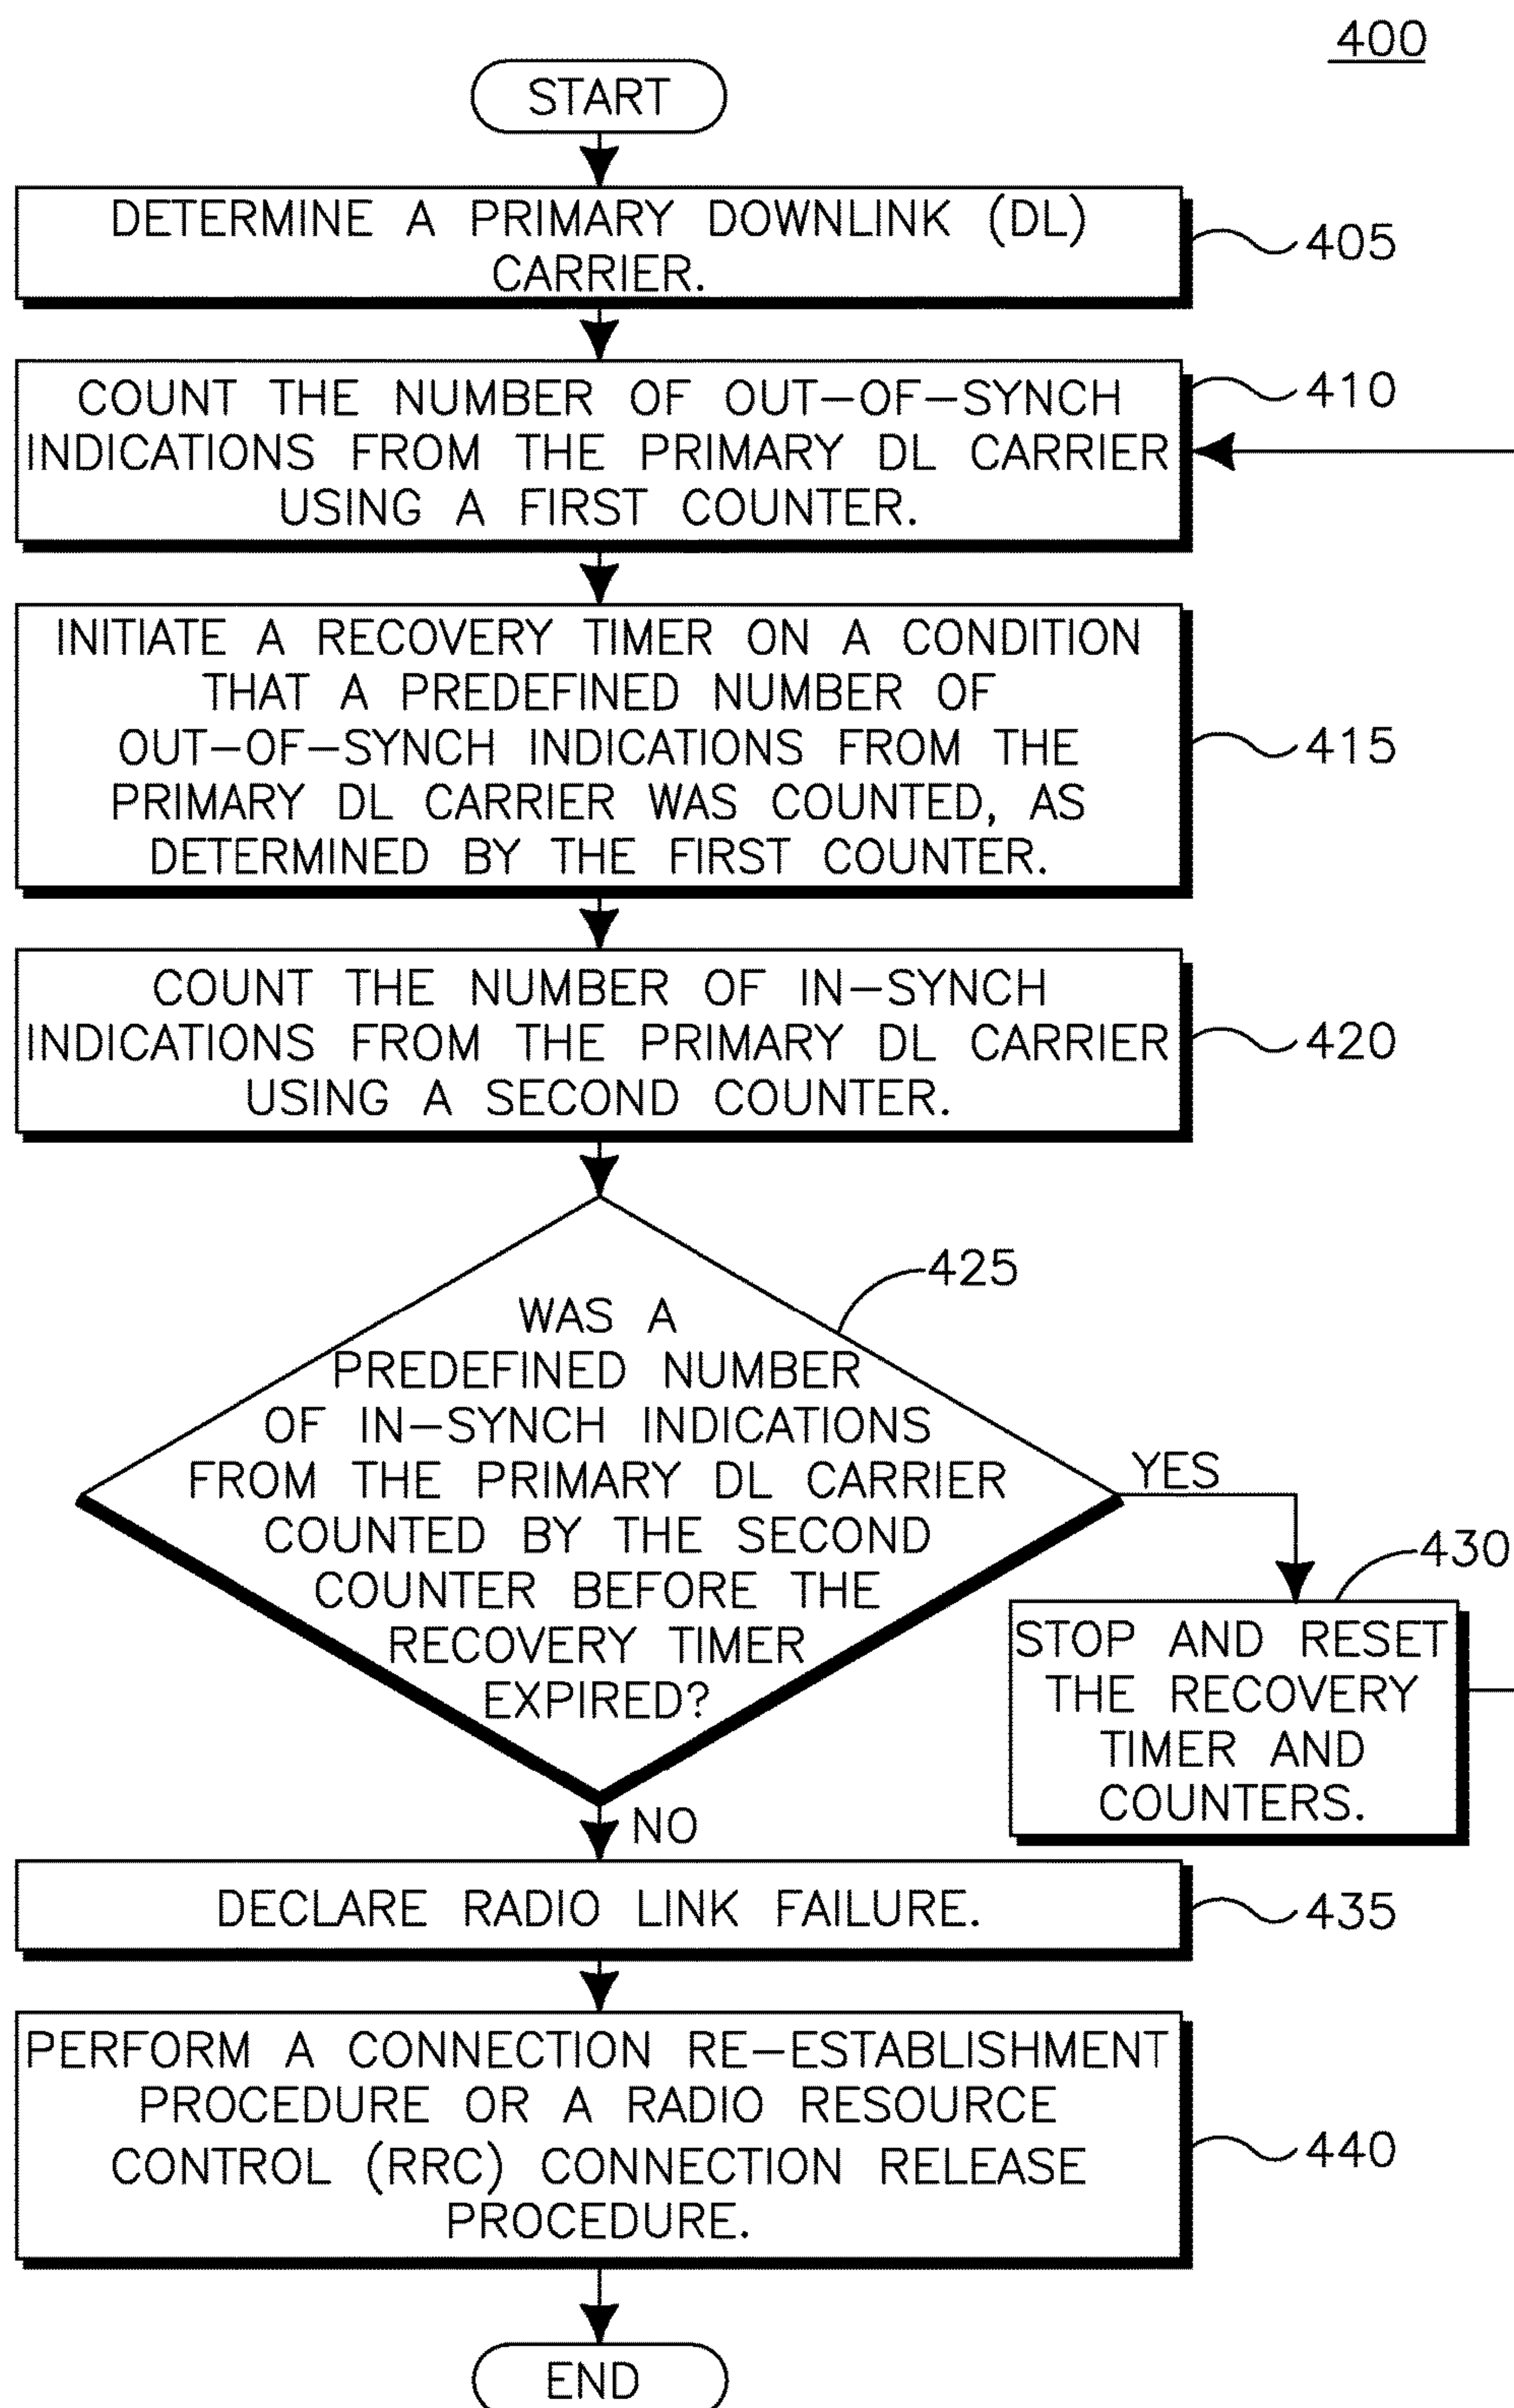 400
START
DETERMINE A PRIMARY DOWNLINK (DL)
CARRIER.
405
COUNT THE NUMBER OF OUT-OF-SYNCH
INDICATIONS FROM THE PRIMARY DL CARRIER
USING A FIRST COUNTER.
410
INITIATE A RECOVERY TIMER ON A CONDITION
THAT A PREDEFINED NUMBER OF
OUT-OF-SYNCH INDICATIONS FROM THE
PRIMARY DL CARRIER WAS COUNTED, AS
DETERMINED BY THE FIRST COUNTER.
415
COUNT THE NUMBER OF IN-SYNCH
INDICATIONS FROM THE PRIMARY DL CARRIER
USING A SECOND COUNTER.
420
WAS A
PREDEFINED NUMBER
OF IN-SYNCH INDICATIONS
FROM THE PRIMARY DL CARRIER
COUNTED BY THE SECOND
COUNTER BEFORE THE
RECOVERY TIMER
EXPIRED?
425
YES
430
STOP AND RESET
THE RECOVERY
TIMER AND
COUNTERS.
NO
DECLARE RADIO LINK FAILURE.
435
PERFORM A CONNECTION RE-ESTABLISHMENT
PROCEDURE OR A RADIO RESOURCE
CONTROL (RRC) CONNECTION RELEASE
PROCEDURE.
440
END